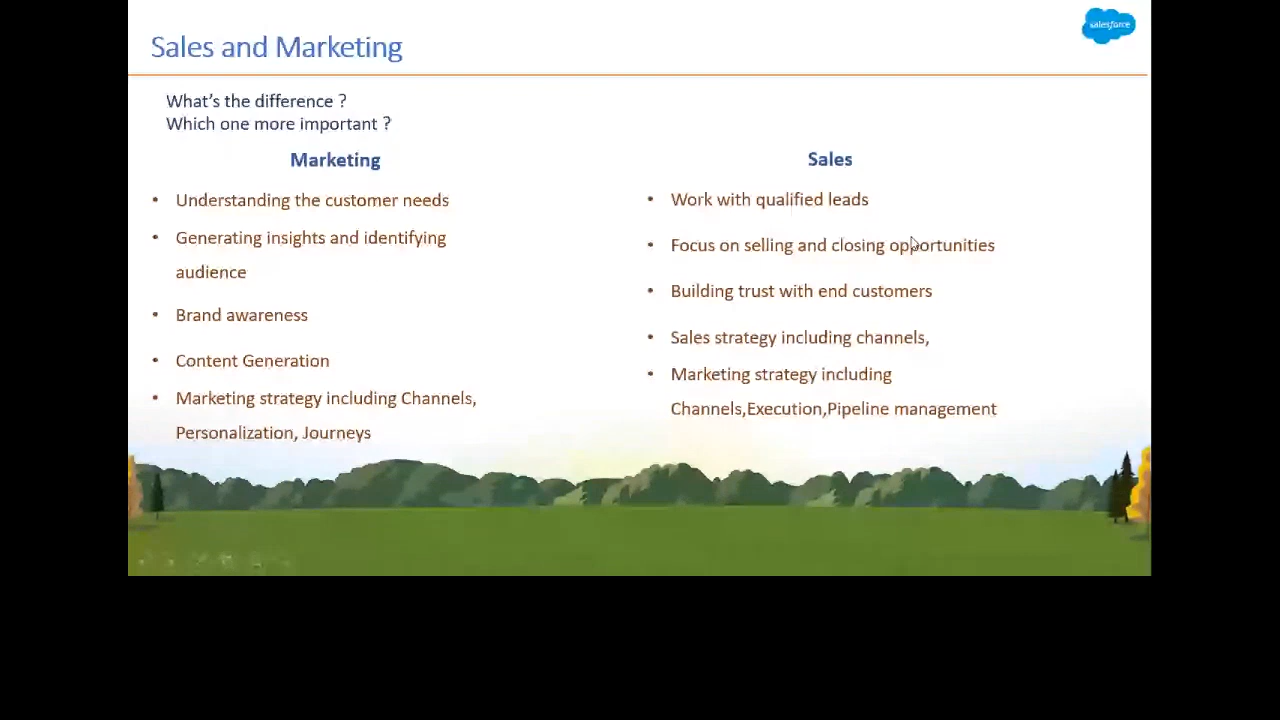 salesforce
Sales and Marketing
What's the difference ?
Which one more important ?
Marketing
• Understanding the customer needs
• Generating insights and identifying
audience
• Brand awareness
• Content Generation
• Marketing strategy including Channels,
Personalization, Journeys
Sales
• Work with qualified leads
• Focus on selling and closing opportunities
• Building trust with end customers
• Sales strategy including channels,
• Marketing strategy including
Channels,Execution,Pipeline management